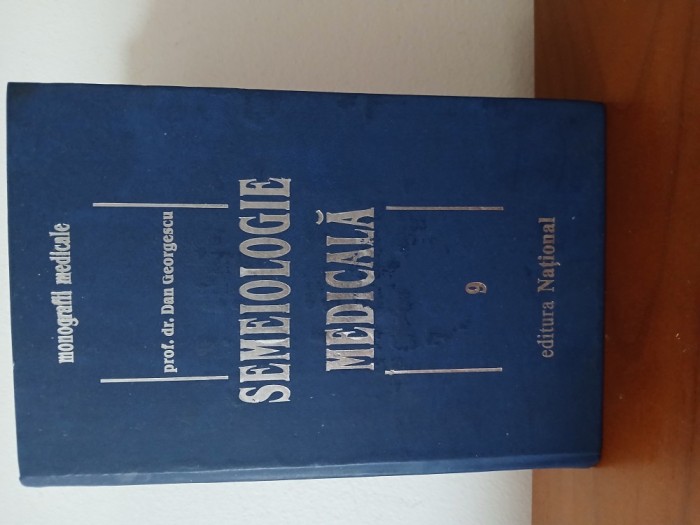 monografii medicale
prof. dr. Dan Georgescu
SEMEIOLOGIE
MEDICALĂ
9
editura Național